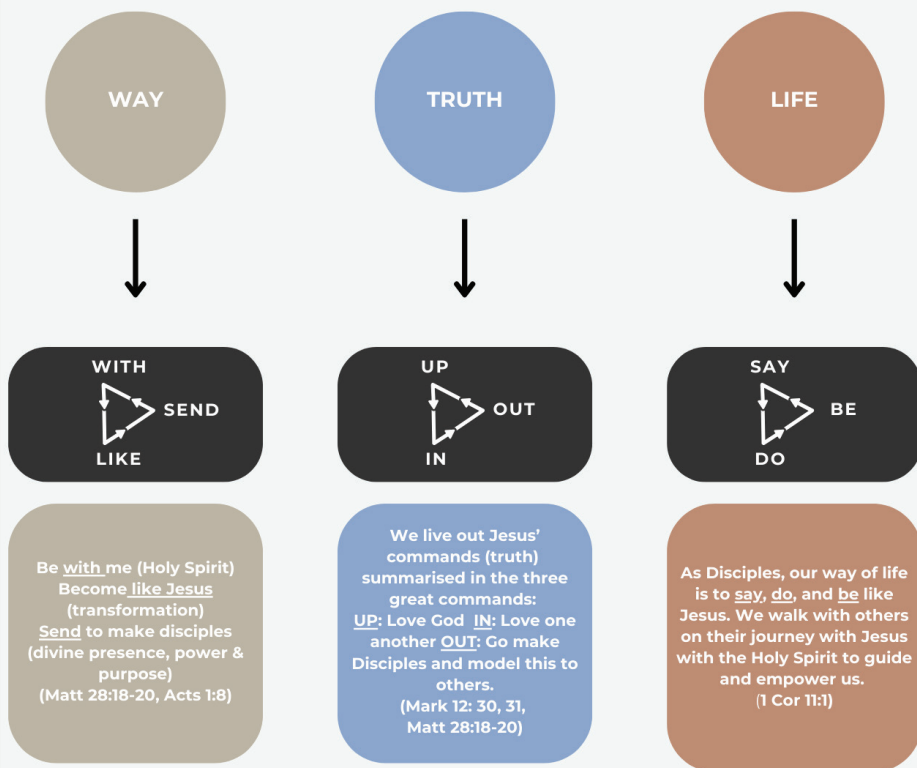 WAY
TRUTH
LIFE
WITH
SEND
LIKE
UP
OUT
IN
SAY
BE
DO
Be with me (Holy Spirit)
Become like Jesus
(transformation)
Send to make disciples
(divine presence, power &
purpose)
(Matt 28:18-20, Acts 1:8)
We live out Jesus’
commands (truth)
summarised in the three
great commands:
UP: Love God IN: Love one
another OUT: Go make
Disciples and model this to
others.
(Mark 12: 30, 31,
Matt 28:18-20)
As Disciples, our way of life
is to say, do, and be like
Jesus. We walk with others
on their journey with Jesus
with the Holy Spirit to guide
and empower us.
(1 Cor 11:1)